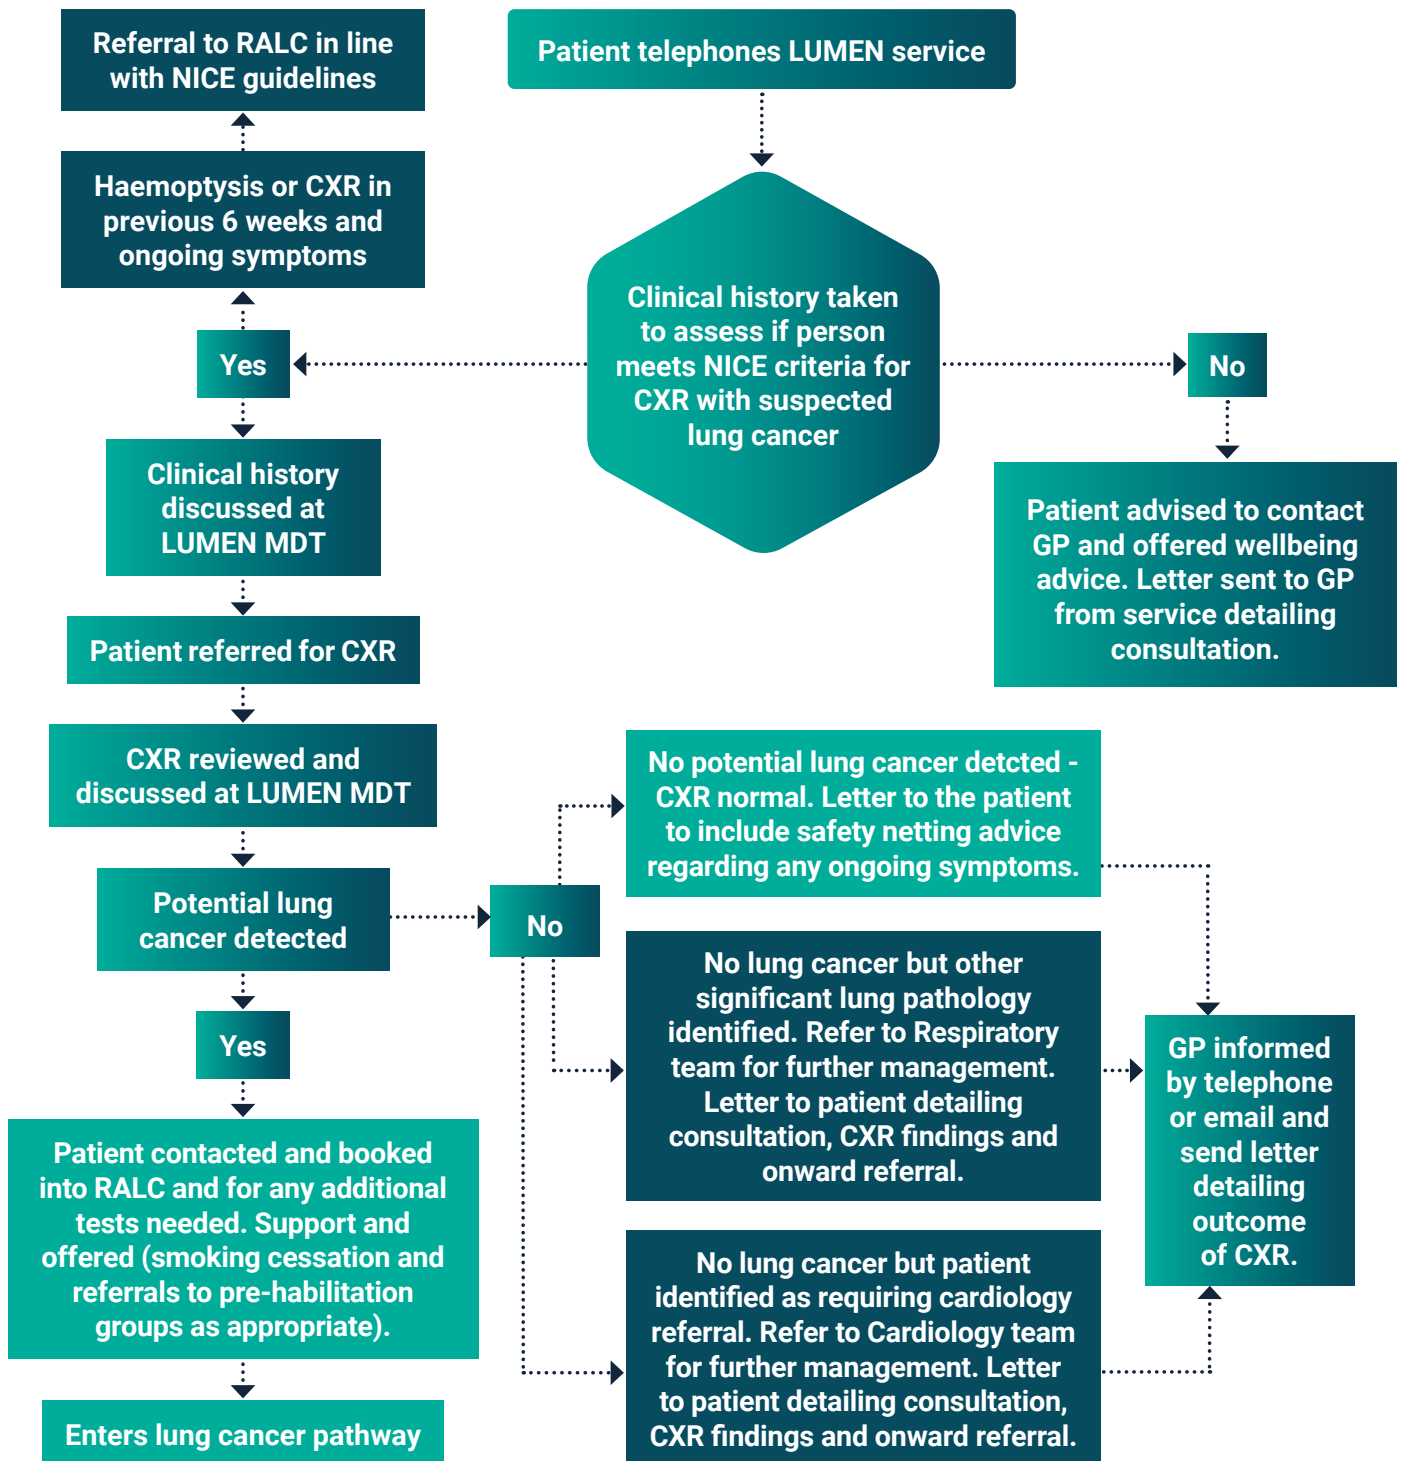 Referral to RALC in line
with NICE guidelines
Patient telephones LUMEN service
Haemoptysis or CXR in
previous 6 weeks and
ongoing symptoms
Clinical history taken
to assess if person
meets NICE criteria for
CXR with suspected
lung cancer
Yes
No
Clinical history
discussed at
LUMEN MDT
Patient advised to contact
GP and offered wellbeing
advice. Letter sent to GP
from service detailing
consultation.
Patient referred for CXR
CXR reviewed and
discussed at LUMEN MDT
Potential lung
cancer detected
No
No potential lung cancer detcted -
CXR normal. Letter to the patient
to include safety netting advice
regarding any ongoing symptoms.
No lung cancer but other
significant lung pathology
identified. Refer to Respiratory
team for further management.
Letter to patient detailing
consultation, CXR findings and
onward referral.
No lung cancer but patient
identified as requiring cardiology
referral. Refer to Cardiology team
for further management. Letter
to patient detailing consultation,
CXR findings and onward referral.
GP informed
by telephone
or email and
send letter
detailing
outcome
of CXR.
Yes
Patient contacted and booked
into RALC and for any additional
tests needed. Support and
offered (smoking cessation and
referrals to pre-habilitation
groups as appropriate).
Enters lung cancer pathway